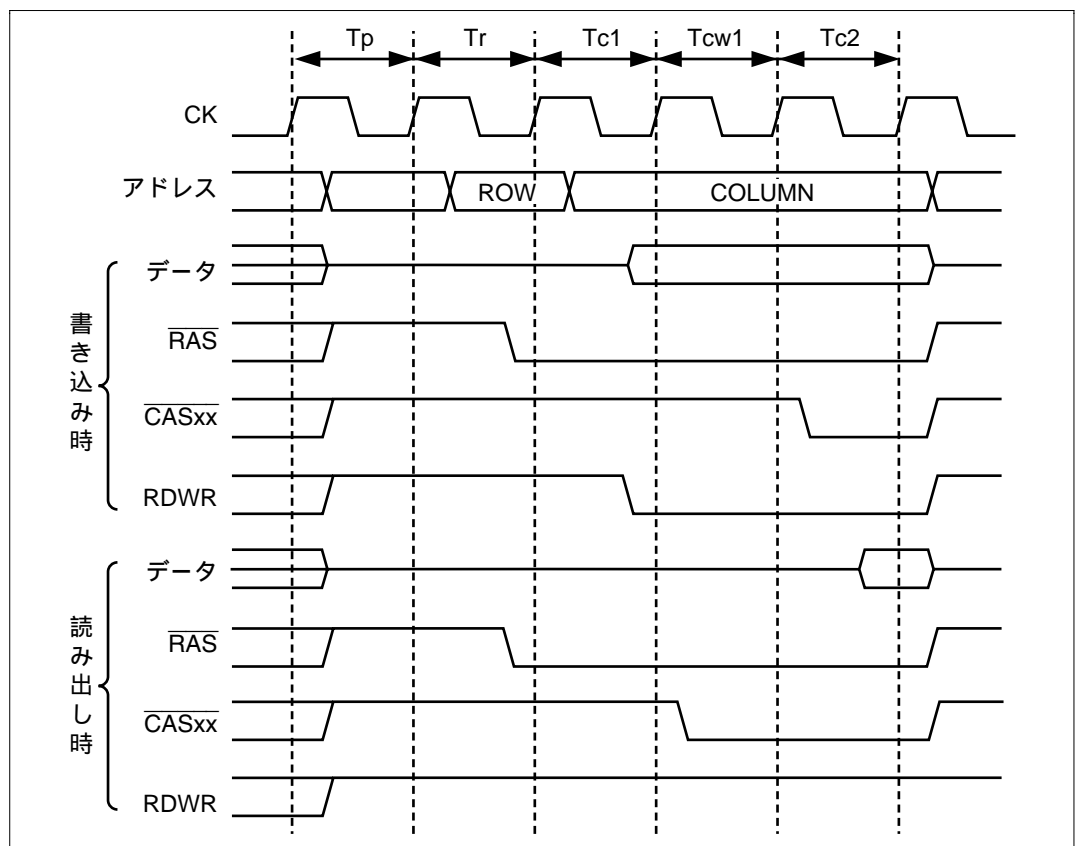 Tp Tr Tc1 Tcw1 Tc2
CK
アドレス ROW COLUMN
書き込み時
データ
RAS
CASxx
RDWR
読み出し時
データ
RAS
CASxx
RDWR